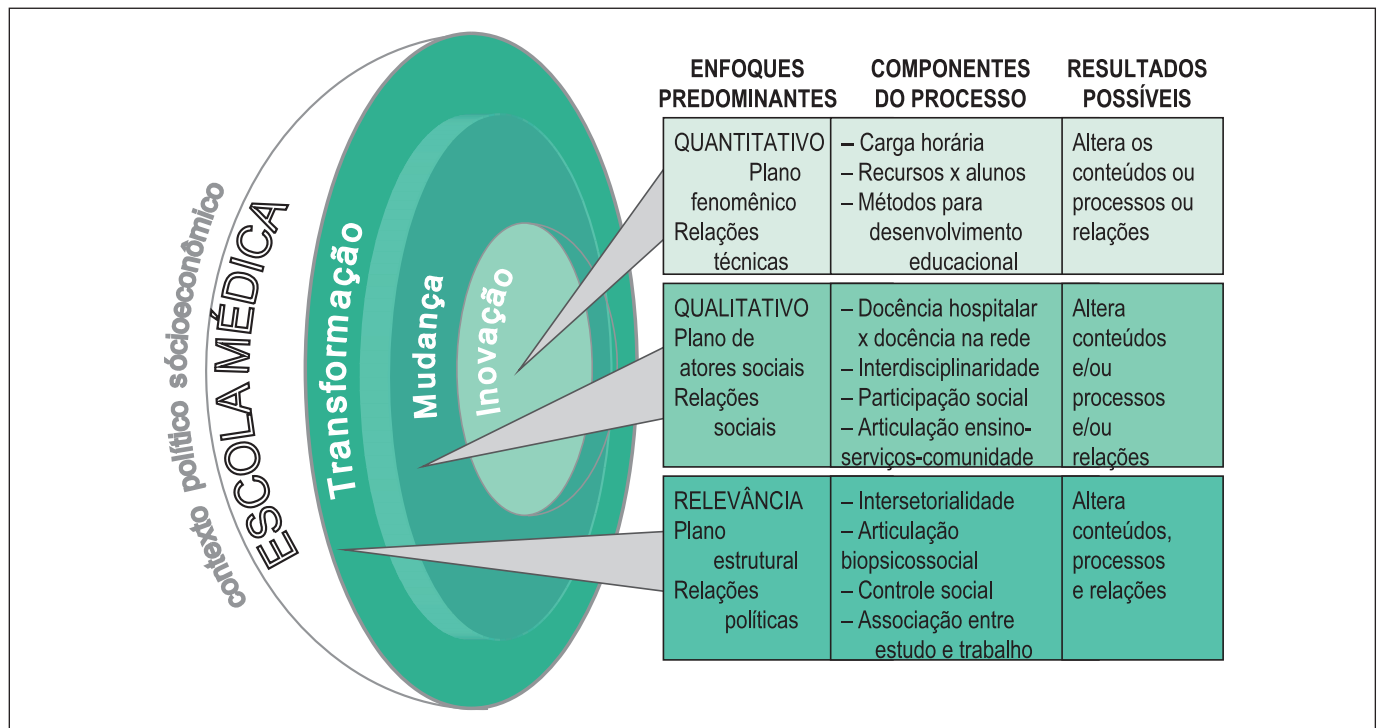 contexto político sócioeconômico
ESCOLA MÉDICA
Transformação
Mudança
Inovação
ENFOQUES
PREDOMINANTES
COMPONENTES
DO PROCESSO
RESULTADOS
POSSÍVEIS
QUANTITATIVO
Plano
fenomênico
Relações
técnicas
– Carga horária
– Recursos x alunos
– Métodos para
desenvolvimento
educacional
Altera os
conteúdos ou
processos ou
relações
QUALITATIVO
Plano de
atores sociais
Relações
sociais
– Docência hospitalar
x docência na rede
– Interdisciplinaridade
– Participação social
– Articulação ensino-
serviços-comunidade
Altera
conteúdos
e/ou
processos
e/ou
relações
RELEVÂNCIA
Plano
estrutural
Relações
políticas
– Intersetorialidade
– Articulação
biopsicossocial
– Controle social
– Associação entre
estudo e trabalho
Altera
conteúdos,
processos
e relações